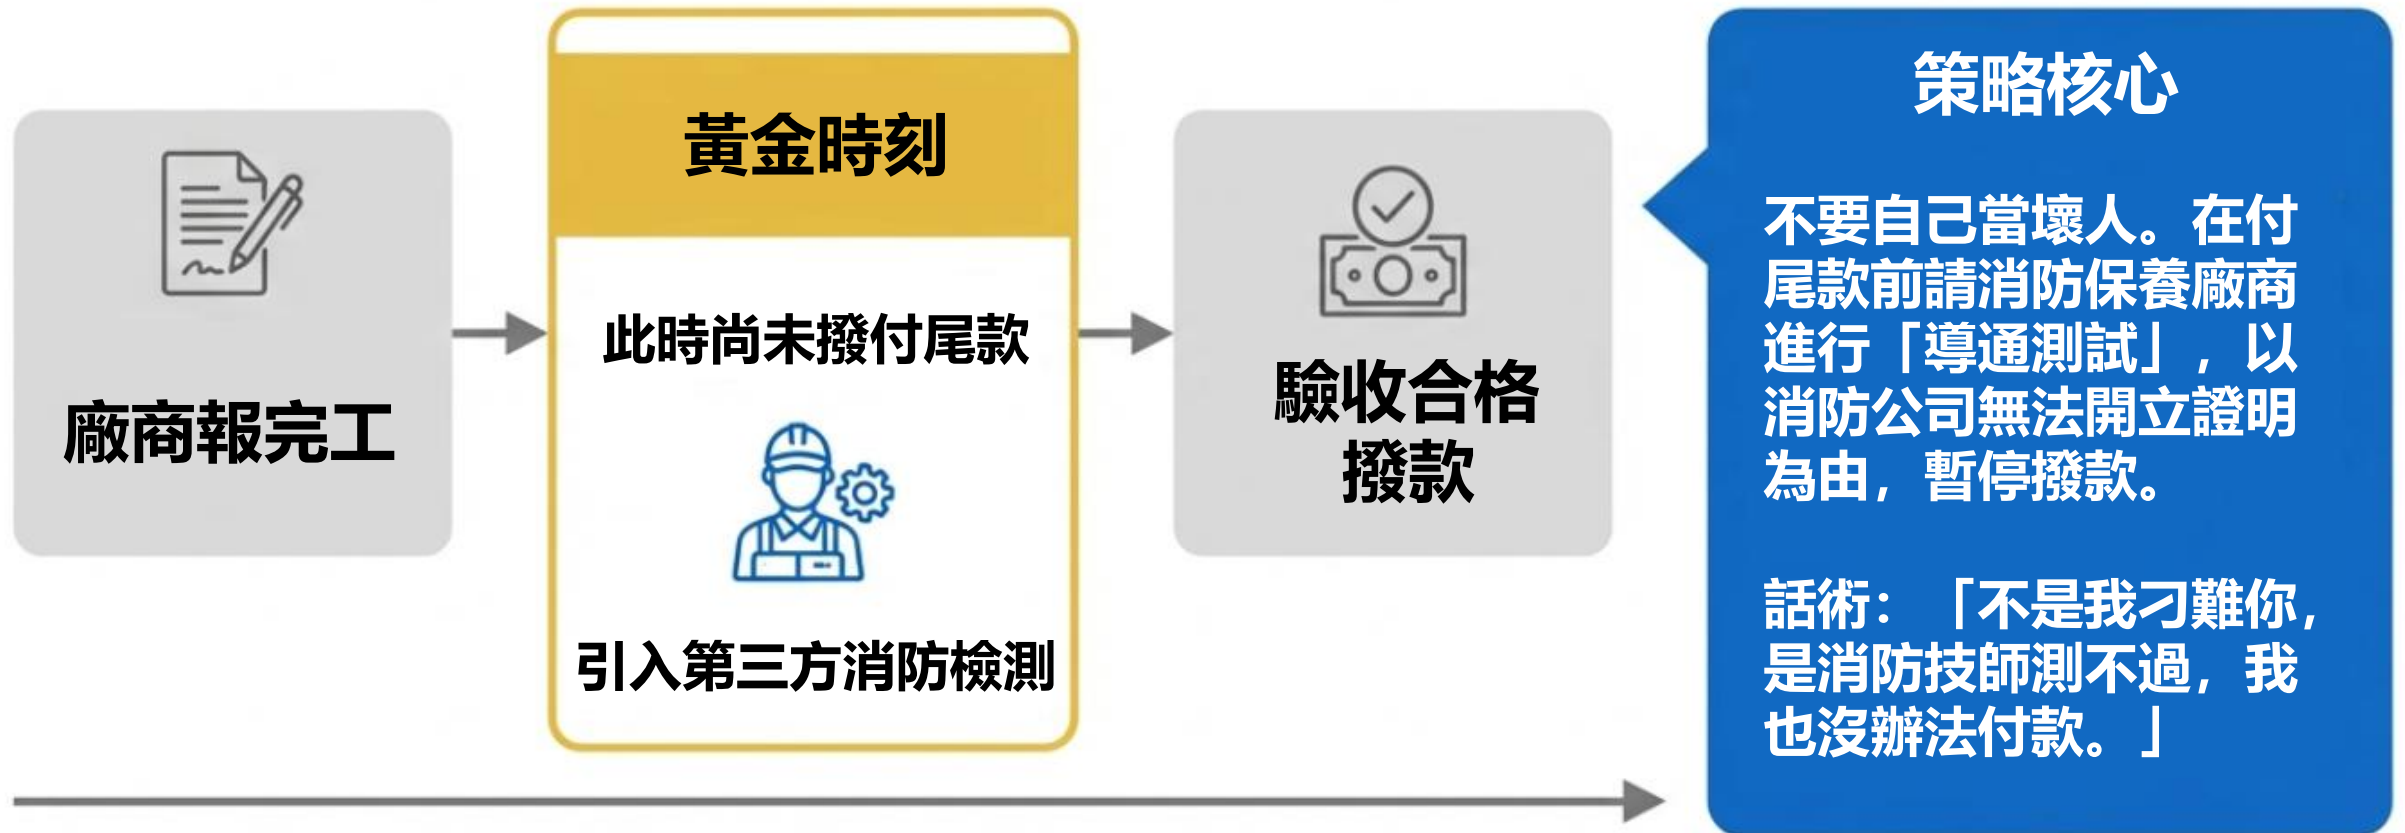 廠商報完工
黃金時刻
此時尚未撥付尾款
引入第三方消防檢測
驗收合格
撥款
策略核心
不要自己當壞人。在付
尾款前請消防保養廠商
進行「導通測試」，以
消防公司無法開立證明
為由，暫停撥款。
話術：「不是我刁難你，
是消防技師測不過，我
也沒辦法付款。」